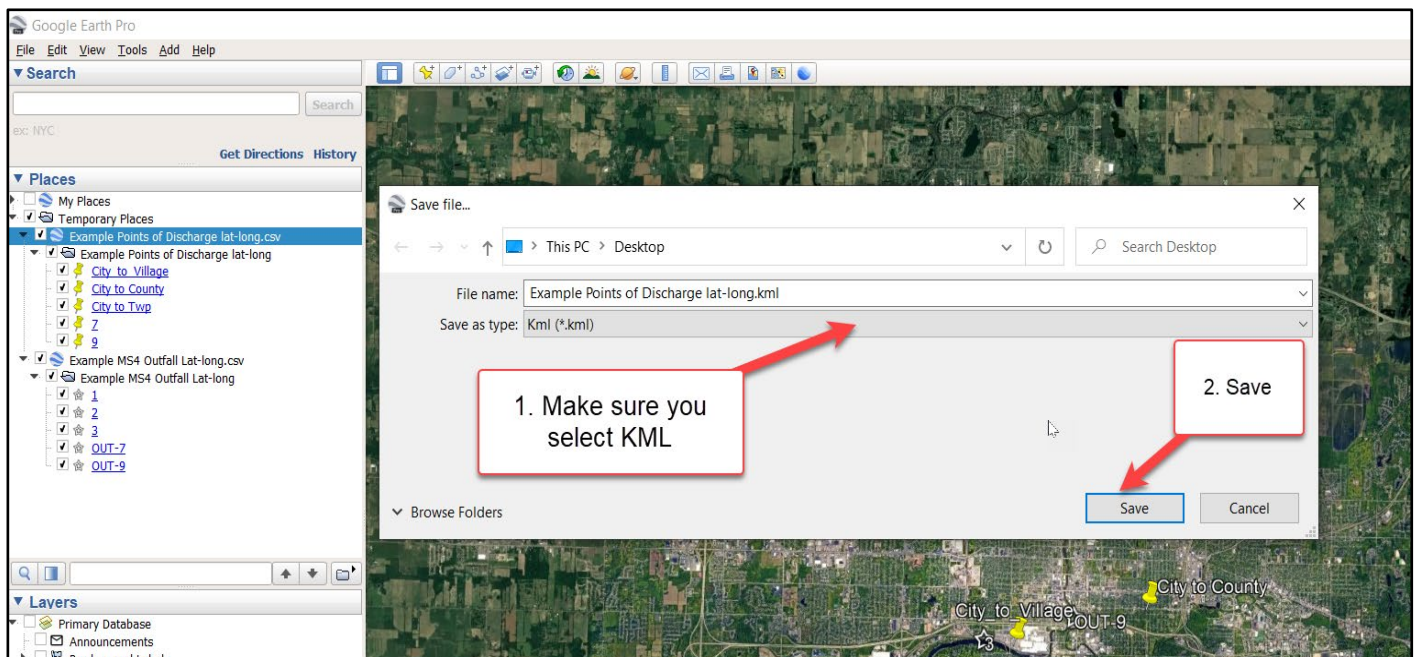 Google Earth Pro
File Edit View Tools Add Help
Search
Search
ex: NYC
Get Directions History
Places
My Places
Temporary Places
Example Points of Discharge lat-long.csv
Example Points of Discharge lat-long
City_to_Village
City to County
City to Twp
7
9
Example MS4 Outfall Lat-long.csv
Example MS4 Outfall Lat-long
1
2
3
OUT-7
OUT-9
Layers
Primary Database
Announcements
Save file...
This PC > Desktop
Search Desktop
File name: Example Points of Discharge lat-long.kml
Save as type: Kml (*.kml)
1. Make sure you
select KML
2. Save
Browse Folders
Save Cancel
City to County
City_to_Village
OUT-9
3